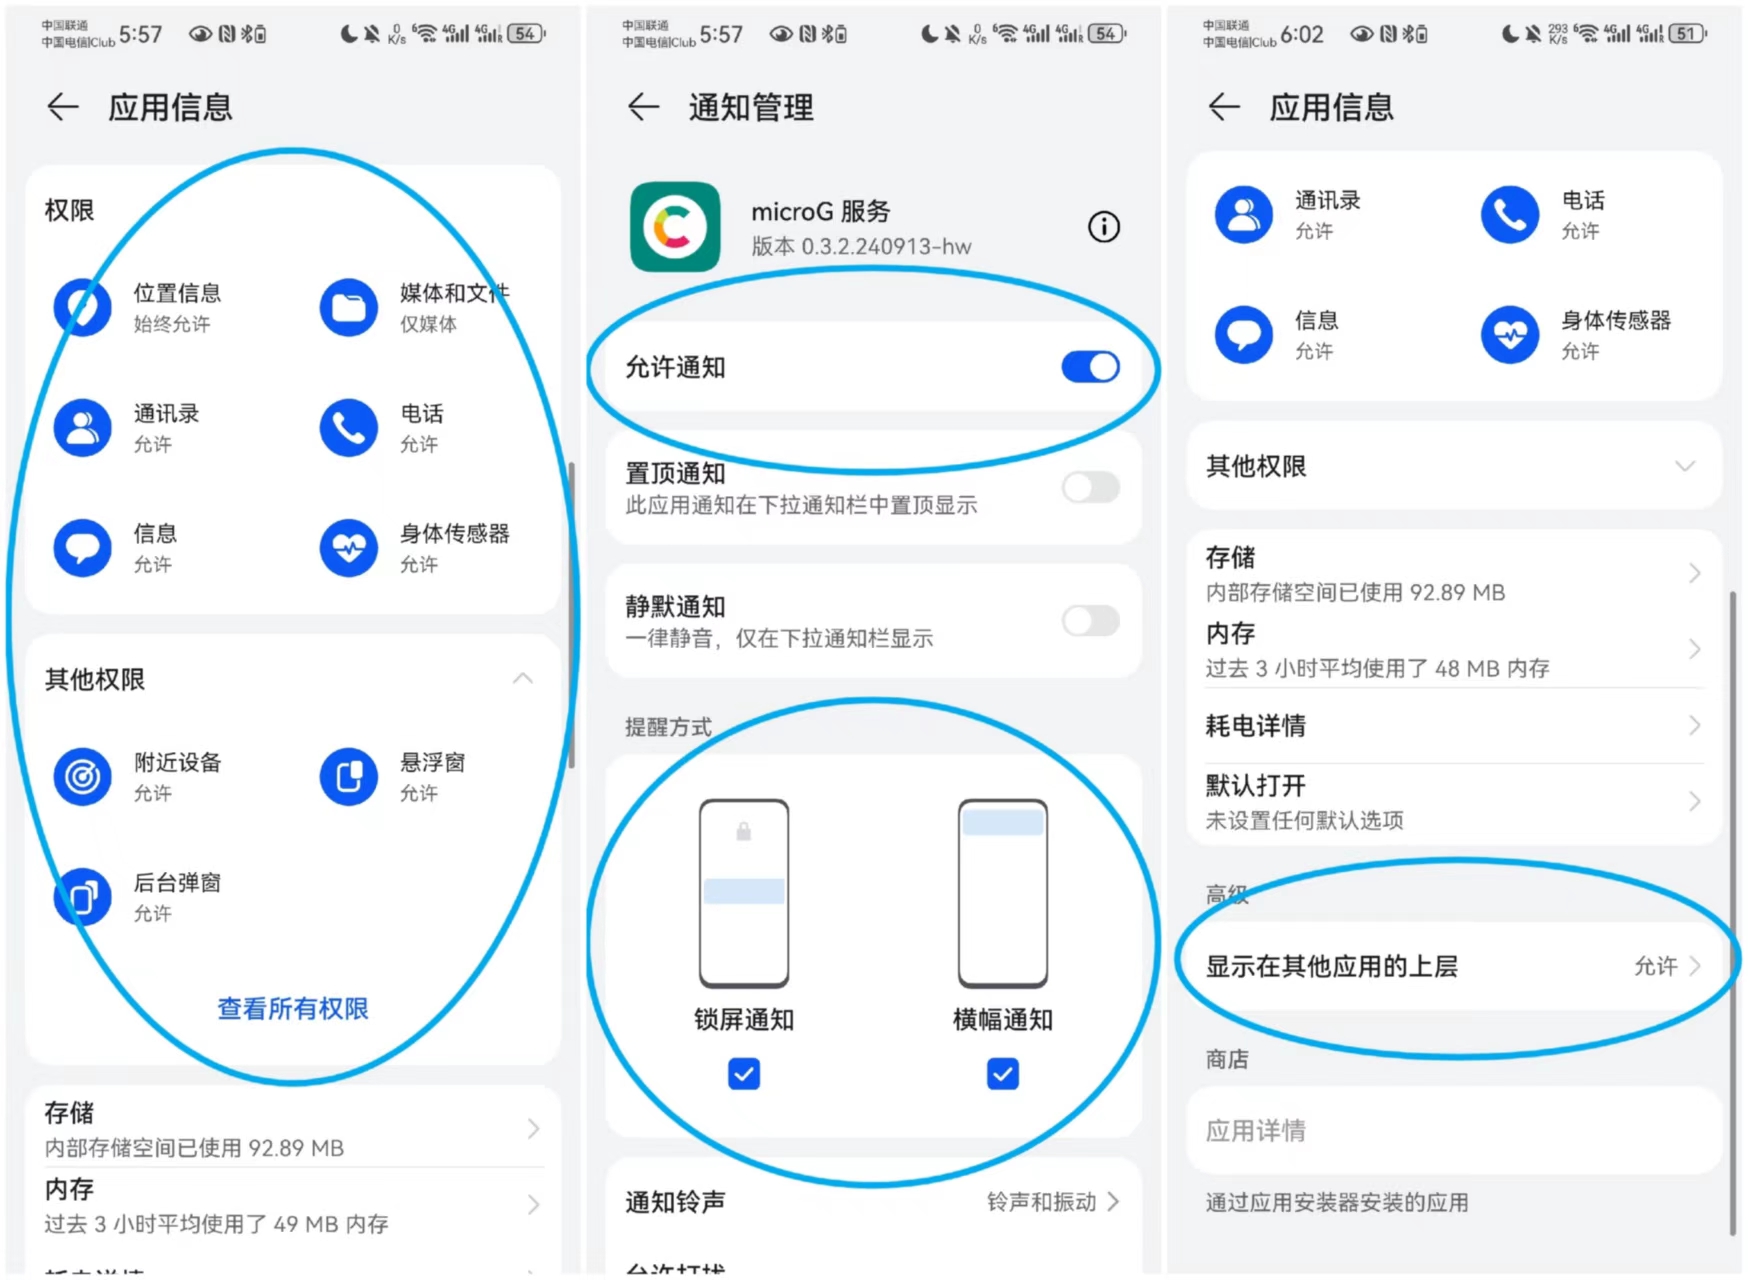 中国联通
中国电信|Club 5:57
0
K/s
6
4G
4G
R
54
应用信息
权限
位置信息
始终允许
媒体和文件
仅媒体
通讯录
允许
电话
允许
信息
允许
身体传感器
允许
其他权限
附近设备
允许
悬浮窗
允许
后台弹窗
允许
查看所有权限
存储
内部存储空间已使用 92.89 MB
内存
过去 3 小时平均使用了 49 MB 内存
中国联通
中国电信|Club 5:57
0
K/s
6
4G
4G
R
54
通知管理
microG 服务
版本 0.3.2.240913-hw
允许通知
置顶通知
此应用通知在下拉通知栏中置顶显示
静默通知
一律静音，仅在下拉通知栏显示
提醒方式
锁屏通知
横幅通知
通知铃声
铃声和振动
允许打扰
中国联通
中国电信|Club 6:02
293
K/s
6
4G
4G
R
51
应用信息
通讯录
允许
电话
允许
信息
允许
身体传感器
允许
其他权限
存储
内部存储空间已使用 92.89 MB
内存
过去 3 小时平均使用了 48 MB 内存
耗电详情
默认打开
未设置任何默认选项
高级
显示在其他应用的上层
允许
商店
应用详情
通过应用安装器安装的应用